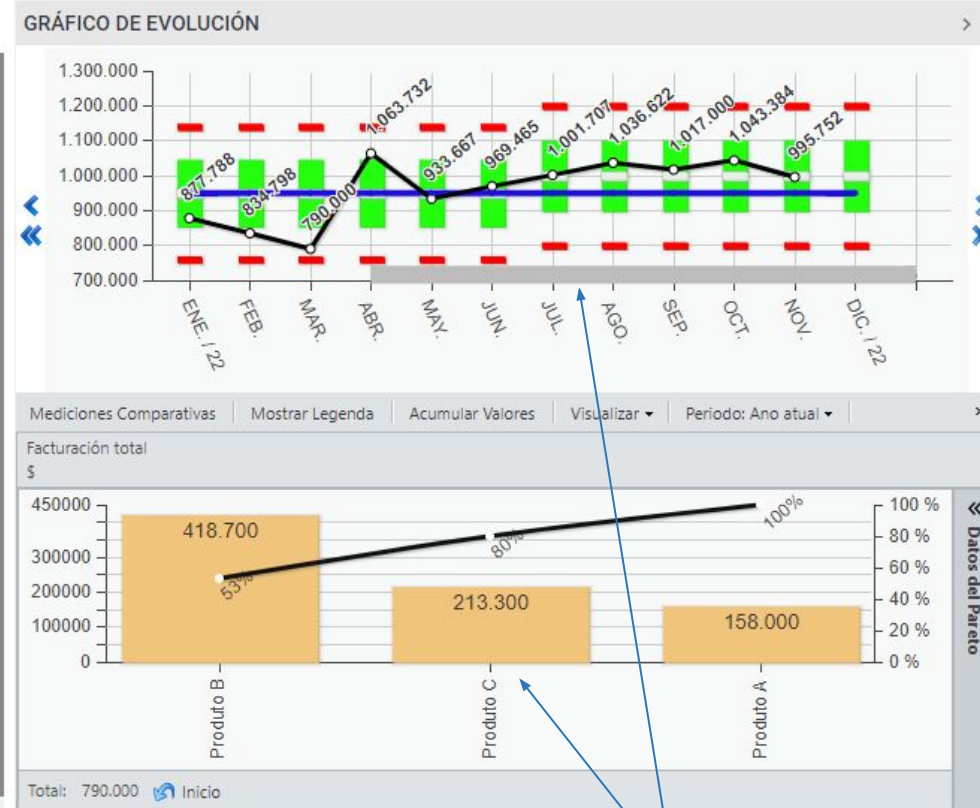 GRÁFICO DE EVOLUCIÓN
1.300.000
1.200.000
1.100.000
1.000.000
900.000
800.000
700.000
877.788
834.798
790.000
1.063.732
933.667
969.465
1.001.707
1.036.622
1.017.000
1.043.384
995.752
ENE. / 22
FEB.
MAR.
ABR.
MAY.
JUN.
JUL.
AGO.
SEP.
OCT.
NOV.
DIC. / 22
Mediciones Comparativas Mostrar Legenda Acumular Valores Visualizar Periodo: Ano atual
Facturación total
$
450000
300000
200000
100000
0
418.700
213.300
158.000
53%
80%
100%
100 %
80 %
60 %
40 %
20 %
0 %
Produto B
Produto C
Produto A
Datos del Pareto
Total: 790.000 Inicio